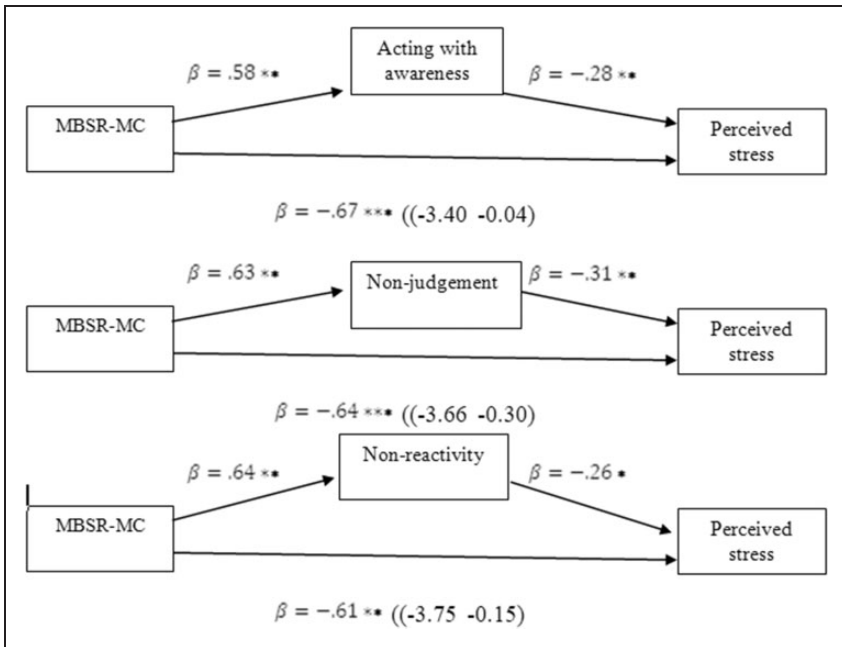 Acting with
awareness
β = .58 **
β = −.28 **
MBSR-MC
Perceived
stress
β = −.67 *** ((-3.40 -0.04)
β = .63 **
Non-judgement
β = −.31 **
MBSR-MC
Perceived
stress
β = −.64 *** ((-3.66 -0.30)
β = .64 **
Non-reactivity
β = −.26 *
MBSR-MC
Perceived
stress
β = −.61 ** ((-3.75 -0.15)